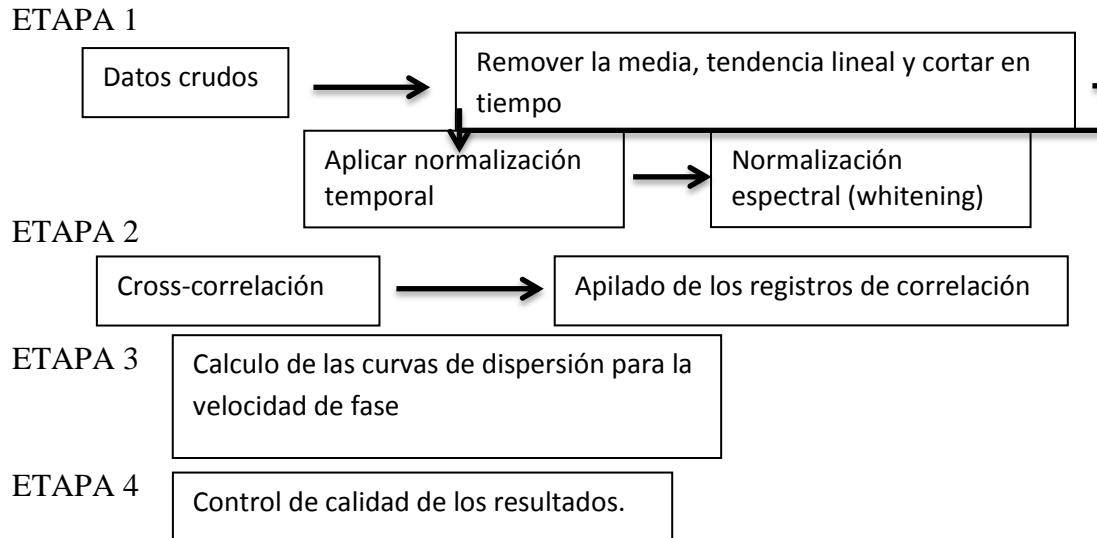 ETAPA 1
Datos crudos
Remover la media, tendencia lineal y cortar en
tiempo
Aplicar normalización
temporal
Normalización
espectral (whitening)
ETAPA 2
Cross-correlación
Apilado de los registros de correlación
ETAPA 3
Calculo de las curvas de dispersión para la
velocidad de fase
ETAPA 4
Control de calidad de los resultados.